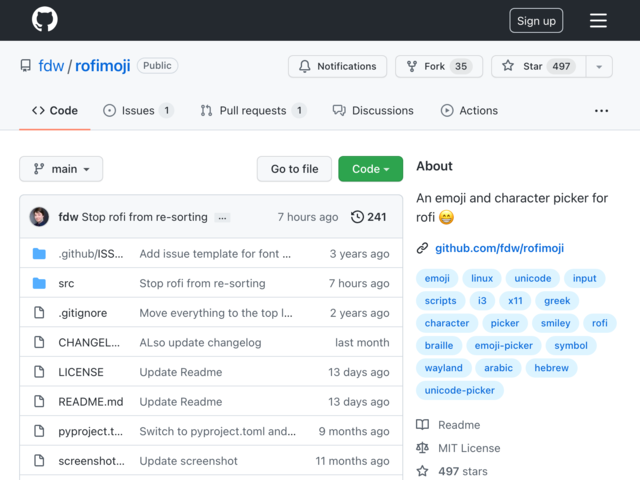 Sign up
fdw / rofimoji Public
Notifications Fork 35 Star 497
Code Issues 1 Pull requests 1 Discussions Actions
main Go to file Code
fdw Stop rofi from re-sorting ... 7 hours ago 241
.github/ISS... Add issue template for font ... 3 years ago
src Stop rofi from re-sorting 7 hours ago
.gitignore Move everything to the top l... 2 years ago
CHANGEL... ALso update changelog last month
LICENSE Update Readme 13 days ago
README.md Update Readme 13 days ago
pyproject.t... Switch to pyproject.toml and... 9 months ago
screenshot... Update screenshot 11 months ago
About
An emoji and character picker for
rofi 😁
github.com/fdw/rofimoji
emoji linux unicode input
scripts i3 x11 greek
character picker smiley rofi
braille emoji-picker symbol
wayland arabic hebrew
unicode-picker
Readme
MIT License
497 stars